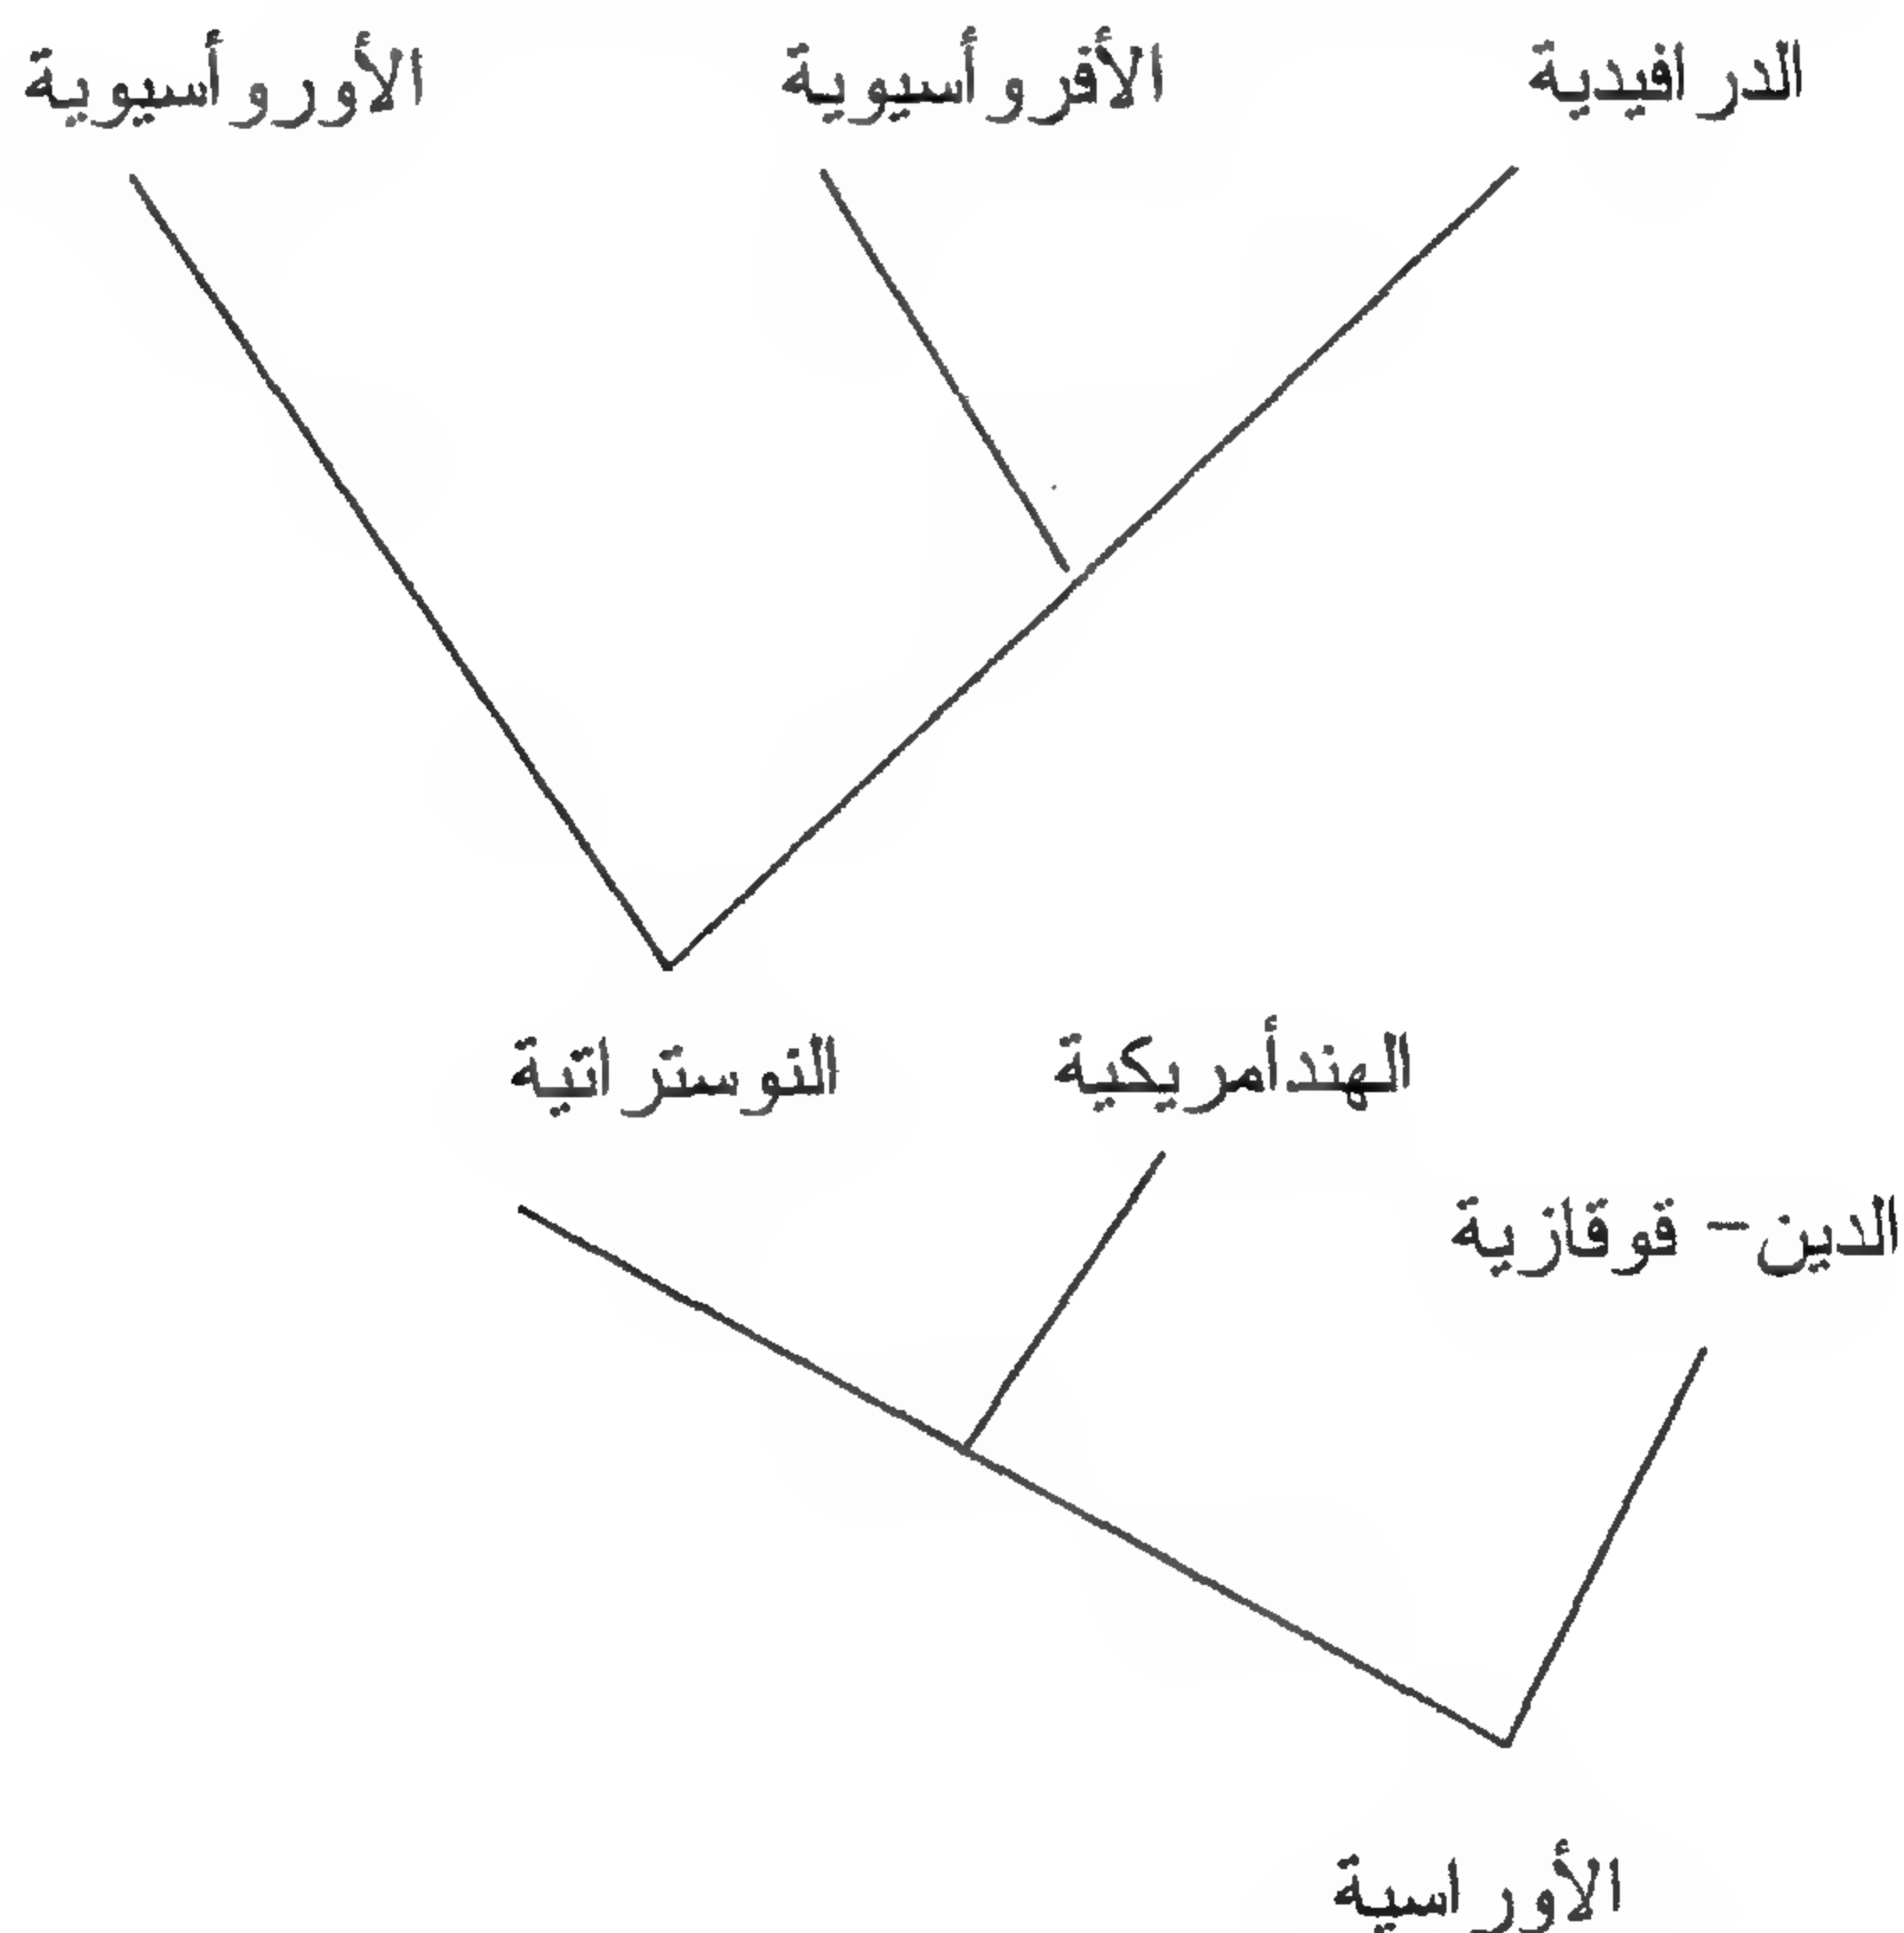 الدرافيدية الأفروأسيوية الأوروأسيوية
الهندأمريكية النوستراتية
الدين- قوقازية
الأوراسية